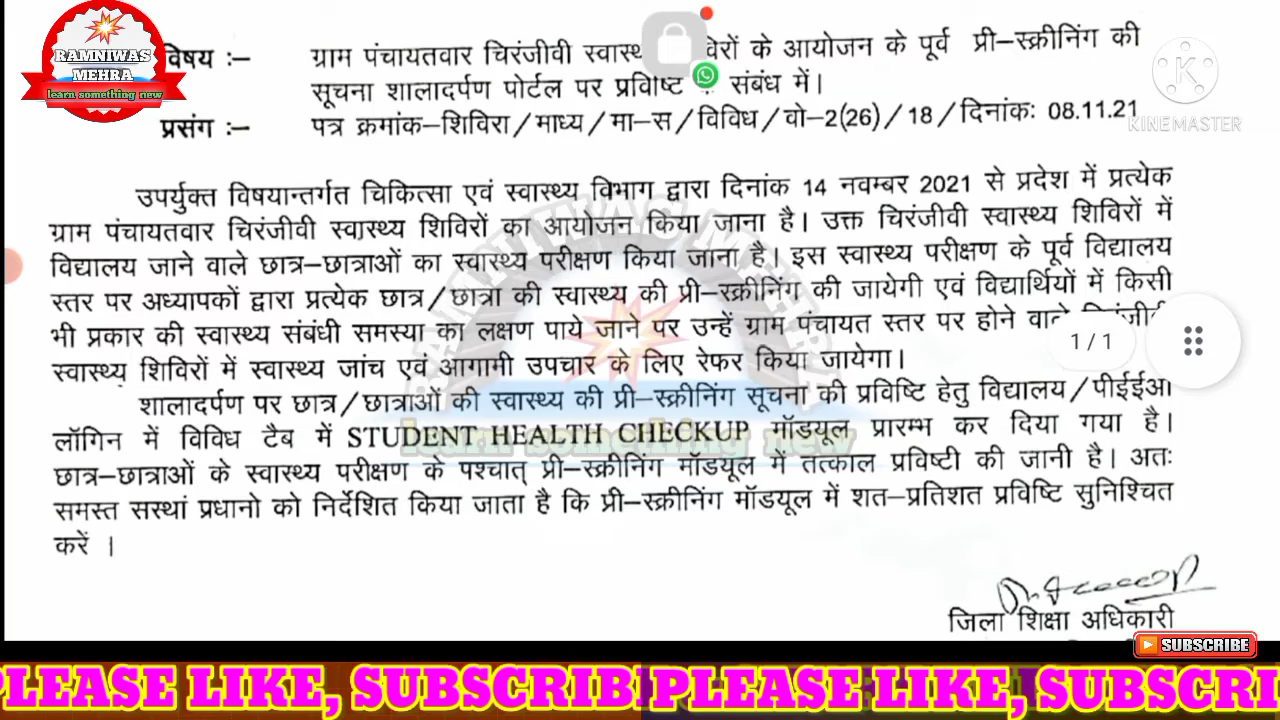 RAMNIWAS
MEHRA
learn something new
विषय :– ग्राम पंचायतवार चिरंजीवी स्वास्थ विरों के आयोजन के पूर्व प्री–स्क्रीनिंग की
सूचना शालादर्पण पोर्टल पर प्रविष्टि संबंध में।
प्रसंग :– पत्र क्रमांक–शिविरा/माध्य/मा–स/विविध/वो–2(26)/18/दिनांकः 08.11.21
KINEMASTER
उपर्युक्त विषयान्तर्गत चिकित्सा एवं स्वास्थ्य विभाग द्वारा दिनांक 14 नवम्बर 2021 से प्रदेश में प्रत्येक
ग्राम पंचायतवार चिरंजीवी स्वास्थ्य शिविरों का आयोजन किया जाना है। उक्त चिरंजीवी स्वास्थ्य शिविरों में
विद्यालय जाने वाले छात्र–छात्राओं का स्वास्थ्य परीक्षण किया जाना है। इस स्वास्थ्य परीक्षण के पूर्व विद्यालय
स्तर पर अध्यापकों द्वारा प्रत्येक छात्र/छात्रा की स्वास्थ्य की प्री–स्क्रीनिंग की जायेगी एवं विद्यार्थियों में किसी
भी प्रकार की स्वास्थ्य संबंधी समस्या का लक्षण पाये जाने पर उन्हें ग्राम पंचायत स्तर पर होने वाले
1/1
स्वास्थ्य शिविरों में स्वास्थ्य जांच एवं आगामी उपचार के लिए रेफर किया जायेगा।
शालादर्पण पर छात्र/छात्राओं की स्वास्थ्य की प्री–स्क्रीनिंग सूचना की प्रविष्टि हेतु विद्यालय/पीईईओ
लॉगिन में विविध टैब में STUDENT HEALTH CHECKUP मॉडयूल प्रारम्भ कर दिया गया है।
छात्र–छात्राओं के स्वास्थ्य परीक्षण के पश्चात् प्री–स्क्रीनिंग मॉडयूल में तत्काल प्रविष्टी की जानी है। अतः
समस्त सस्थां प्रधानो को निर्देशित किया जाता है कि प्री–स्क्रीनिंग मॉडयूल में शत–प्रतिशत प्रविष्टि सुनिश्चित
करें ।
जिला शिक्षा अधिकारी
SUBSCRIBE
PLEASE LIKE, SUBSCRIB PLEASE LIKE, SUBSCRI